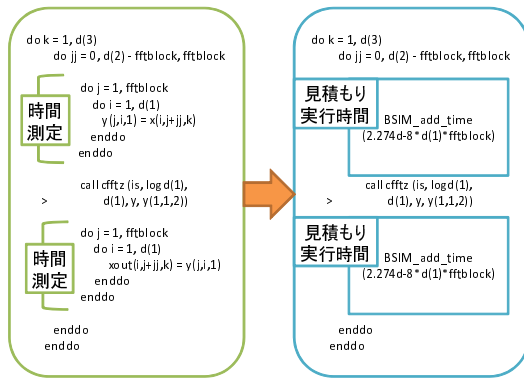 do k = 1, d(3)
do jj = 0, d(2) - fftblock, fftblock
時間
測定
do j = 1, fftblock
do i = 1, d(1)
y(j,i,1) = x(i,j+jj,k)
enddo
enddo
call cfftz (is, logd(1),
> d(1), y, y(1,1,2))
時間
測定
do j = 1, fftblock
do i = 1, d(1)
xout(i,j+jj,k) = y(j,i,1)
enddo
enddo
enddo
enddo
do k = 1, d(3)
do jj = 0, d(2) - fftblock, fftblock
見積もり
実行時間
BSIM_add_time
(2.274d-8*d(1)*fftblock)
call cfftz (is, logd(1),
> d(1), y, y(1,1,2))
見積もり
実行時間
BSIM_add_time
(2.274d-8*d(1)*fftblock)
enddo
enddo